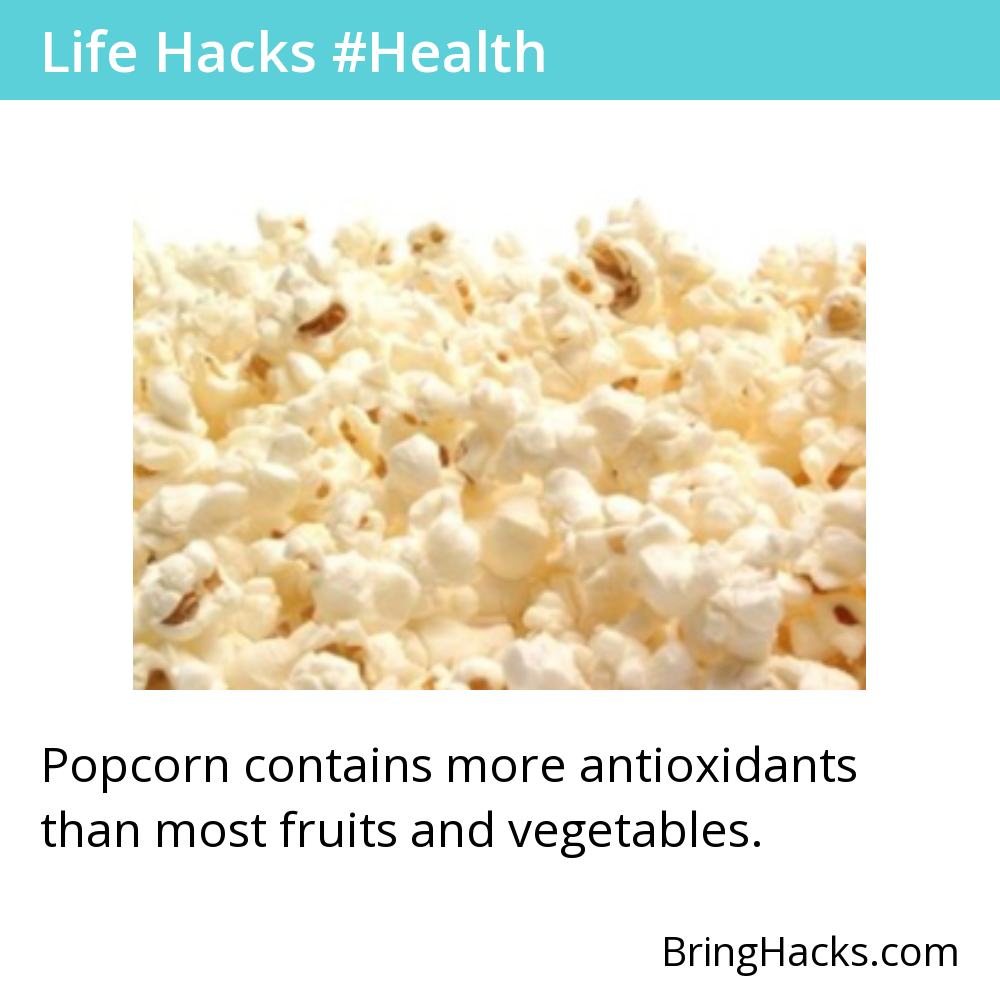 Life Hacks #Health
Popcorn contains more antioxidants
than most fruits and vegetables.
BringHacks.com